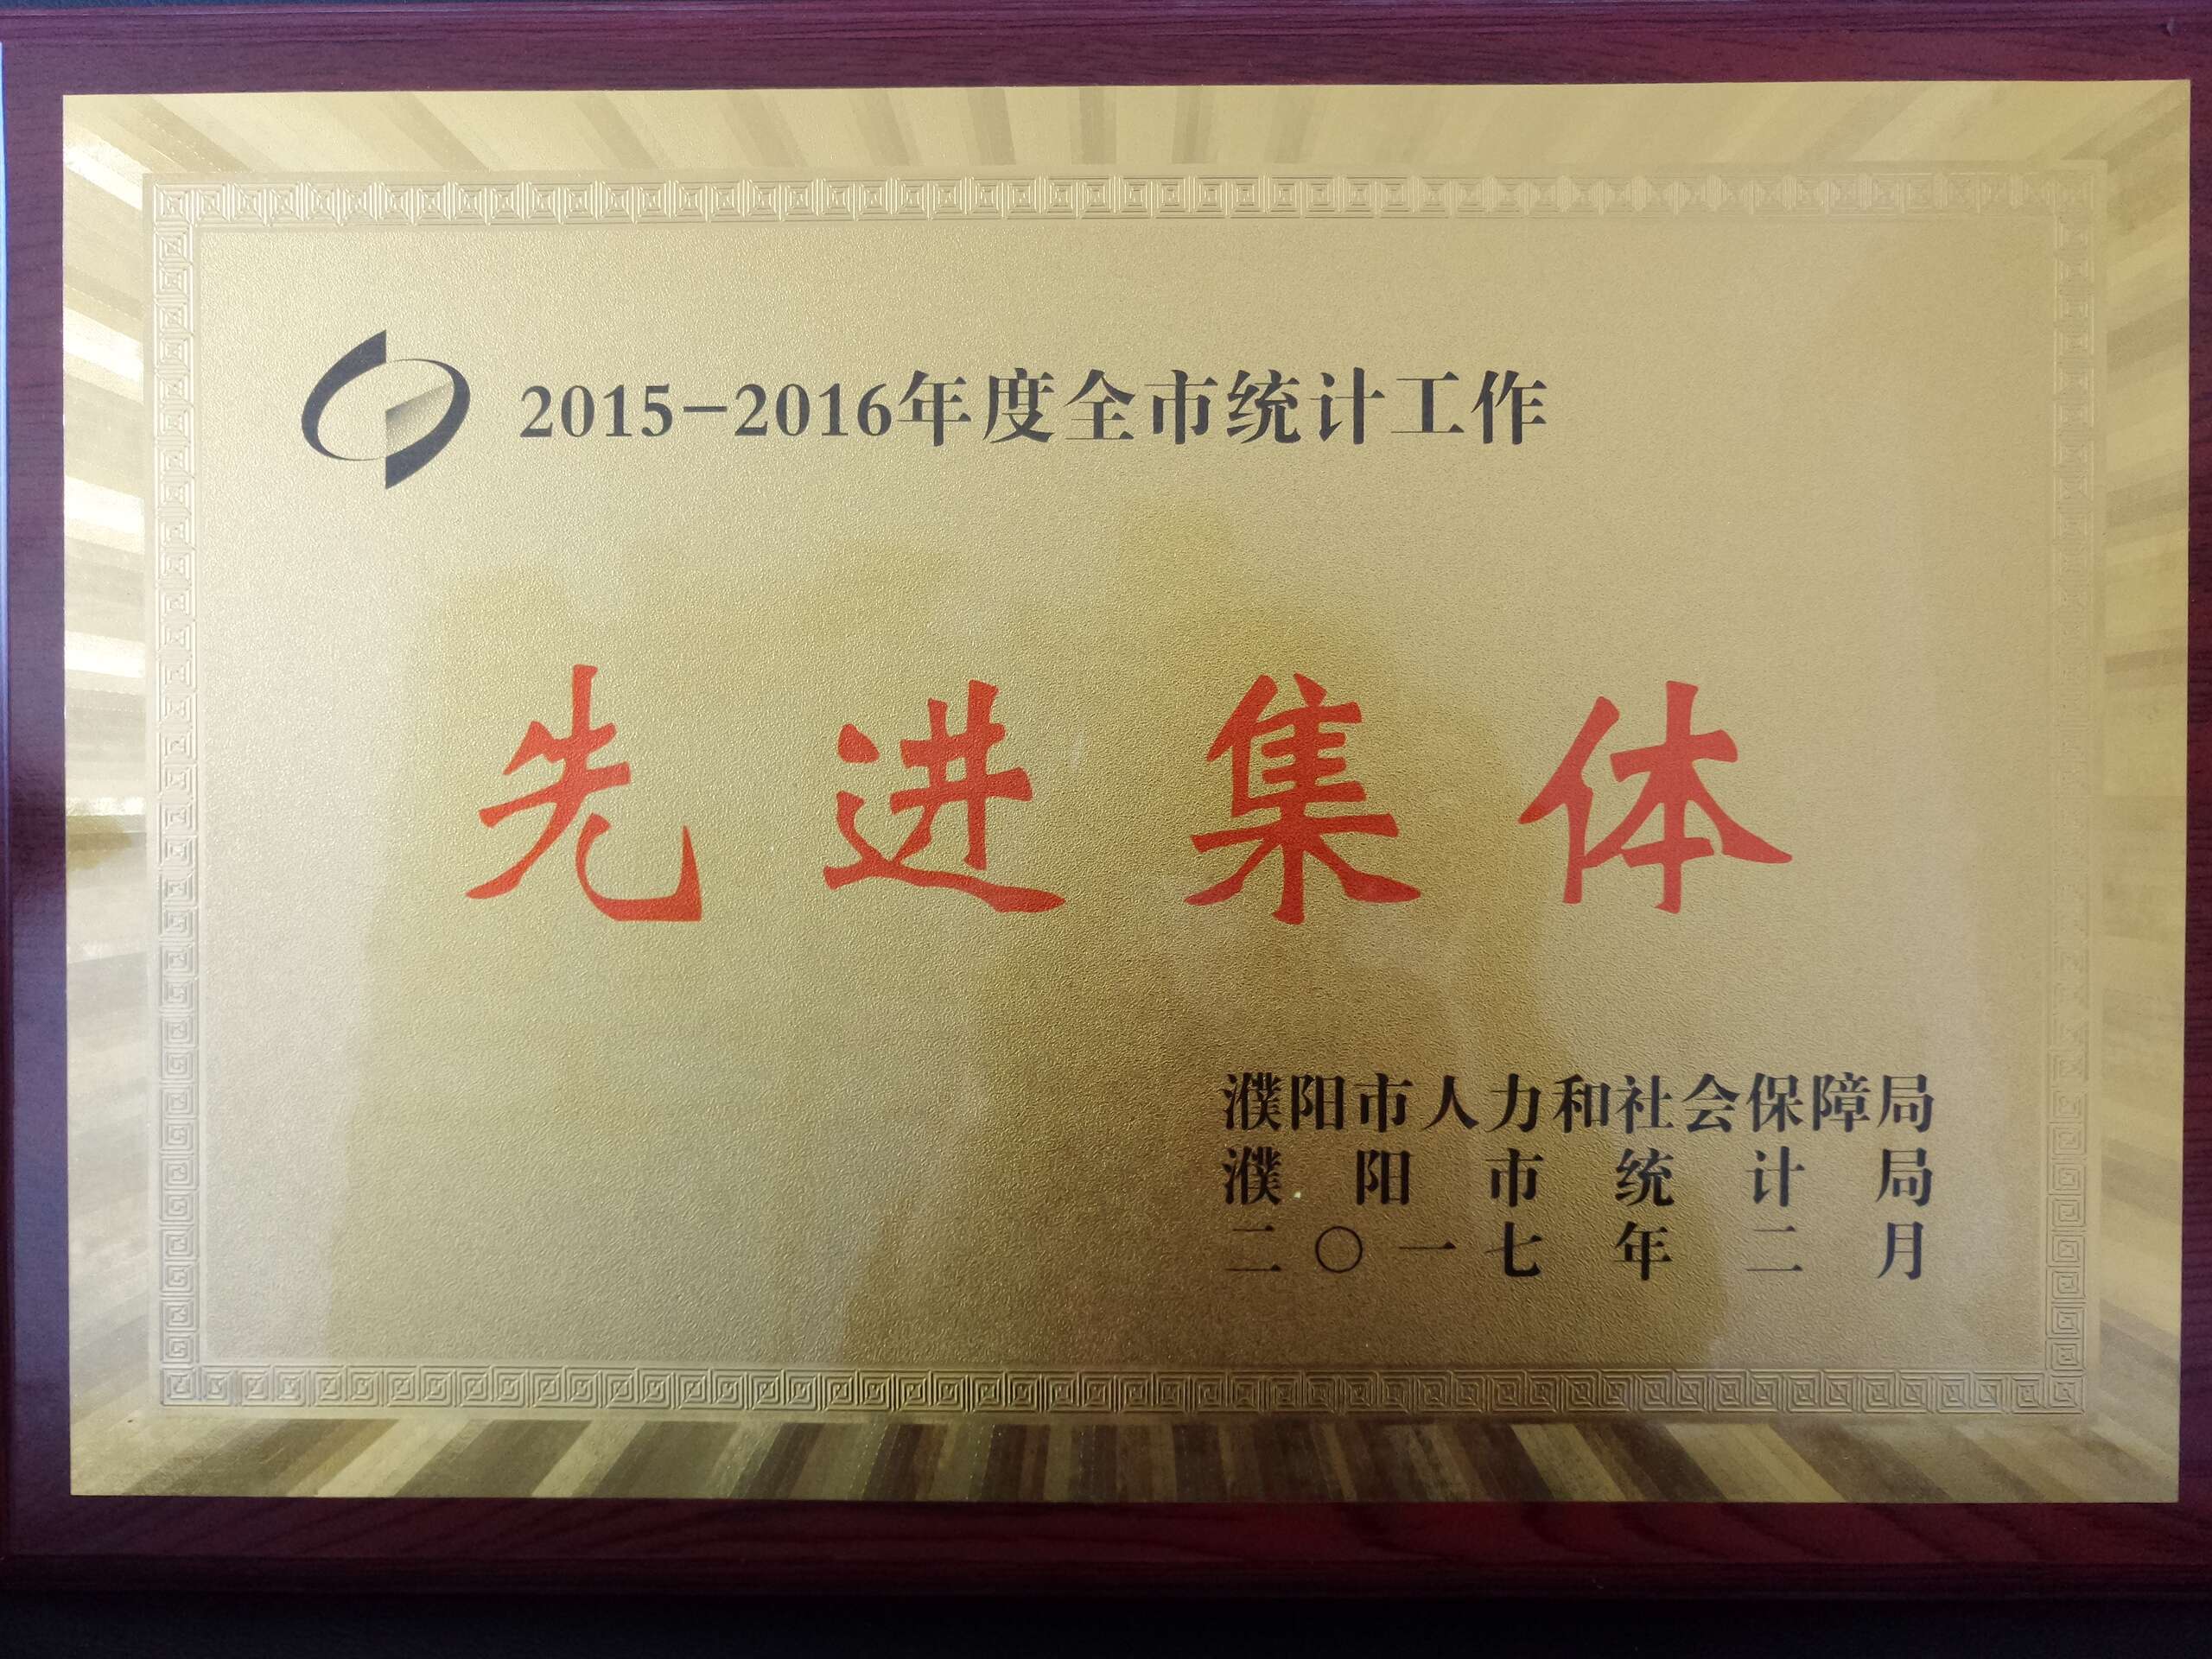 2015-2016年度全市统计工作
先进集体
濮阳市人力和社会保障局
濮阳市统计局
二〇一七年二月